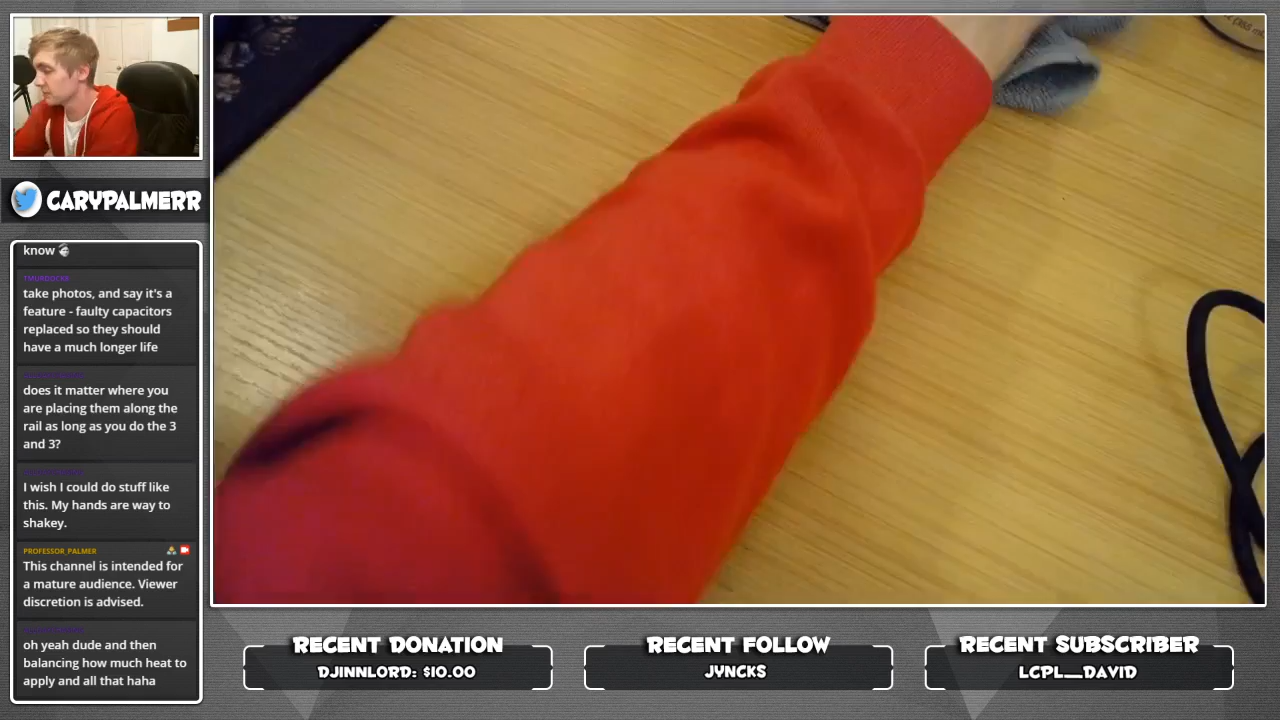 CARYPALMERR
know
TMURDOCKS
take photos, and say it's a
feature - faulty capacitors
replaced so they should
have a much longer life
does it matter where you
are placing them along the
rail as long as you do the 3
and 3?
I wish I could do stuff like
this. My hands are way to
shakey.
PROFESSOR_PALMER
This channel is intended for
a mature audience. Viewer
discretion is advised.
oh yeah dude and then
balancing how much heat to
apply and all that haha
RECENT DONATION
DJINNLORD: $10.00
RECENT FOLLOW
JYNCKS
RECENT SUBSCRIBER
LCPL__DAVID